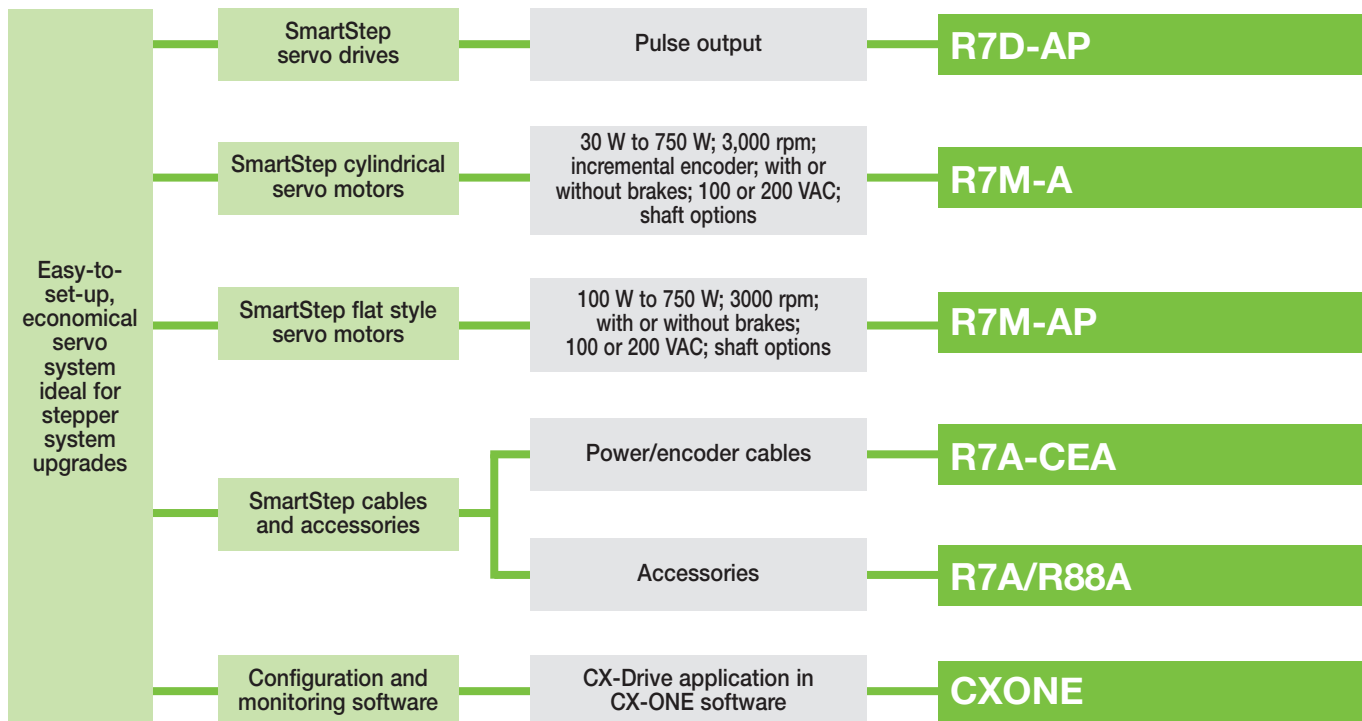 Easy-to-
set-up,
economical
servo
system
ideal for
stepper
system
upgrades
SmartStep
servo drives
Pulse output
R7D-AP
SmartStep cylindrical
servo motors
30 W to 750 W; 3,000 rpm;
incremental encoder; with or
without brakes; 100 or 200 VAC;
shaft options
R7M-A
SmartStep flat style
servo motors
100 W to 750 W; 3000 rpm;
with or without brakes;
100 or 200 VAC; shaft options
R7M-AP
SmartStep cables
and accessories
Power/encoder cables
R7A-CEA
Accessories
R7A/R88A
Configuration and
monitoring software
CX-Drive application in
CX-ONE software
CXONE